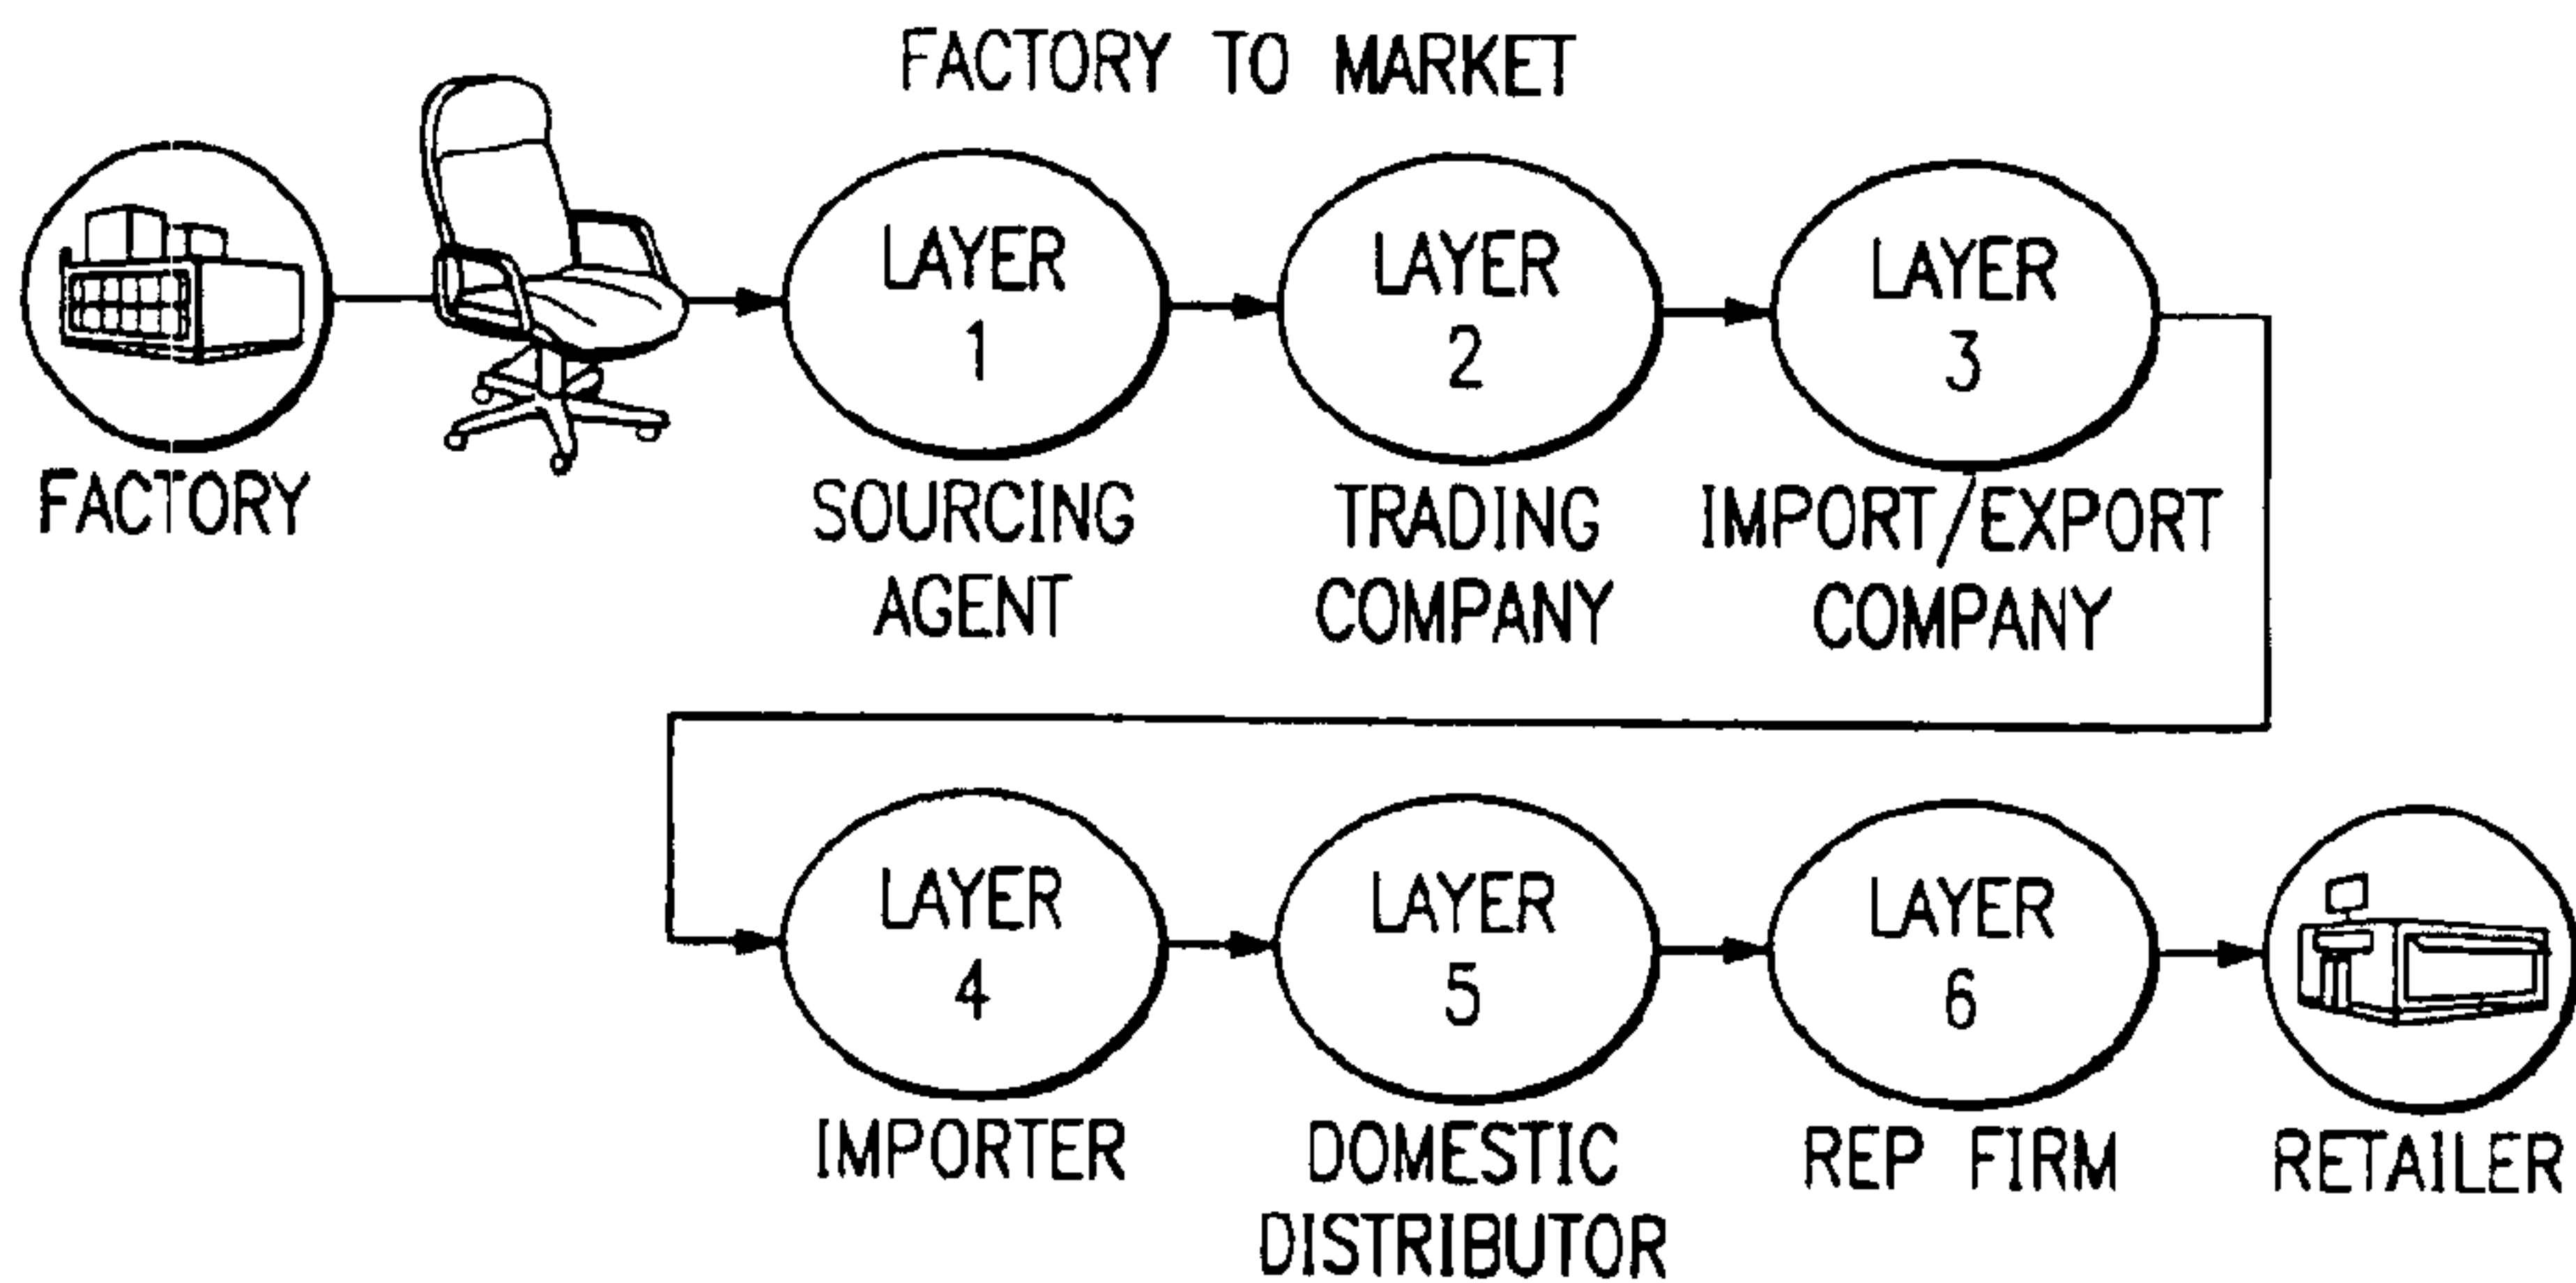 FACTORY TO MARKET
LAYER
1
LAYER
2
LAYER
3
FACTORY
SOURCING
AGENT
TRADING
COMPANY
IMPORT/EXPORT
COMPANY
LAYER
4
LAYER
5
LAYER
6
IMPORTER
DOMESTIC
DISTRIBUTOR
REP FIRM
RETAILER